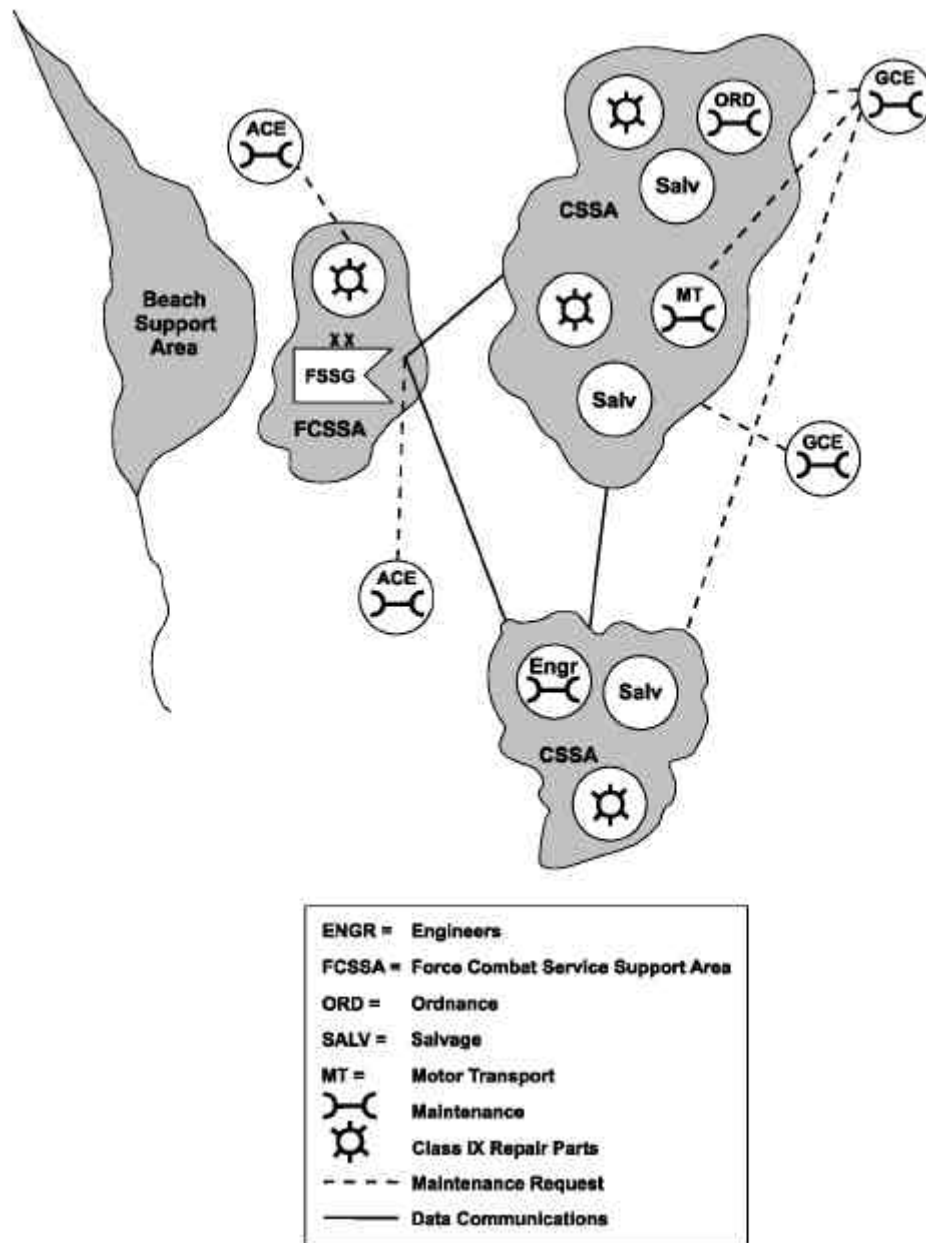 GCE
ACE
ORD
Salv
CSSA
Beach
Support
Area
MT
X X
FSSG
FCSSA
Salv
GCE
ACE
Engr
Salv
CSSA
ENGR = Engineers
FCSSA = Force Combat Service Support Area
ORD = Ordnance
SALV = Salvage
MT = Motor Transport
Maintenance
Class IX Repair Parts
Maintenance Request
Data Communications